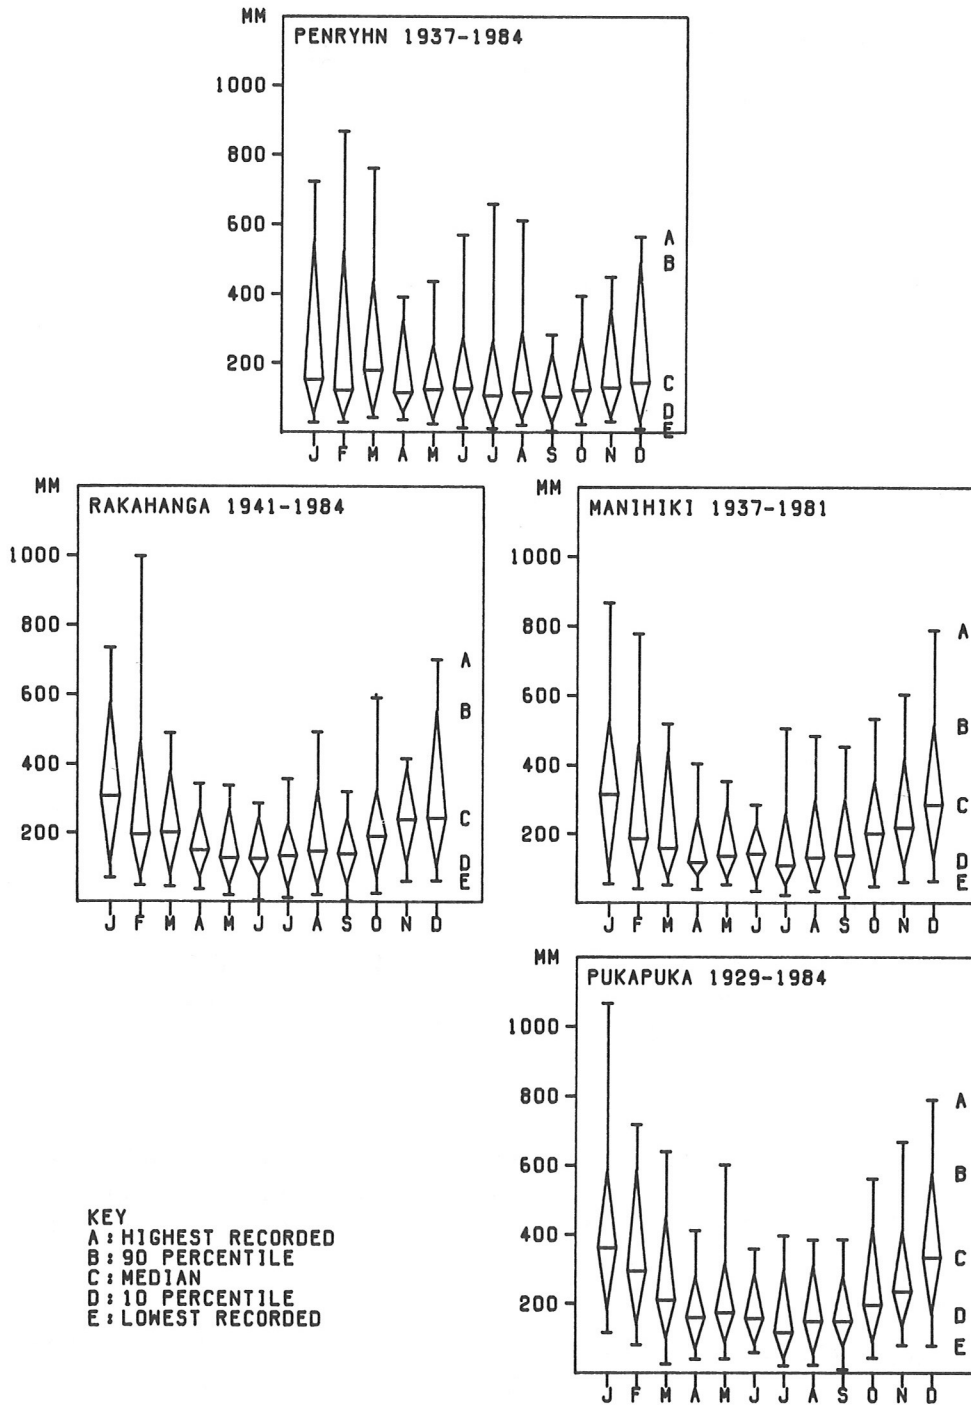 MM
PENRYHN 1937-1984
1000
800
600
400
200
A
B
C
D
E
J F M A M J J A S O N D
MM
RAKAHANGA 1941-1984
1000
800
600
400
200
A
B
C
D
E
J F M A M J J A S O N D
MM
MANIHIKI 1937-1981
1000
800
600
400
200
A
B
C
D
E
J F M A M J J A S O N D
MM
PUKAPUKA 1929-1984
1000
800
600
400
200
A
B
C
D
E
J F M A M J J A S O N D
KEY
A: HIGHEST RECORDED
B: 90 PERCENTILE
C: MEDIAN
D: 10 PERCENTILE
E: LOWEST RECORDED